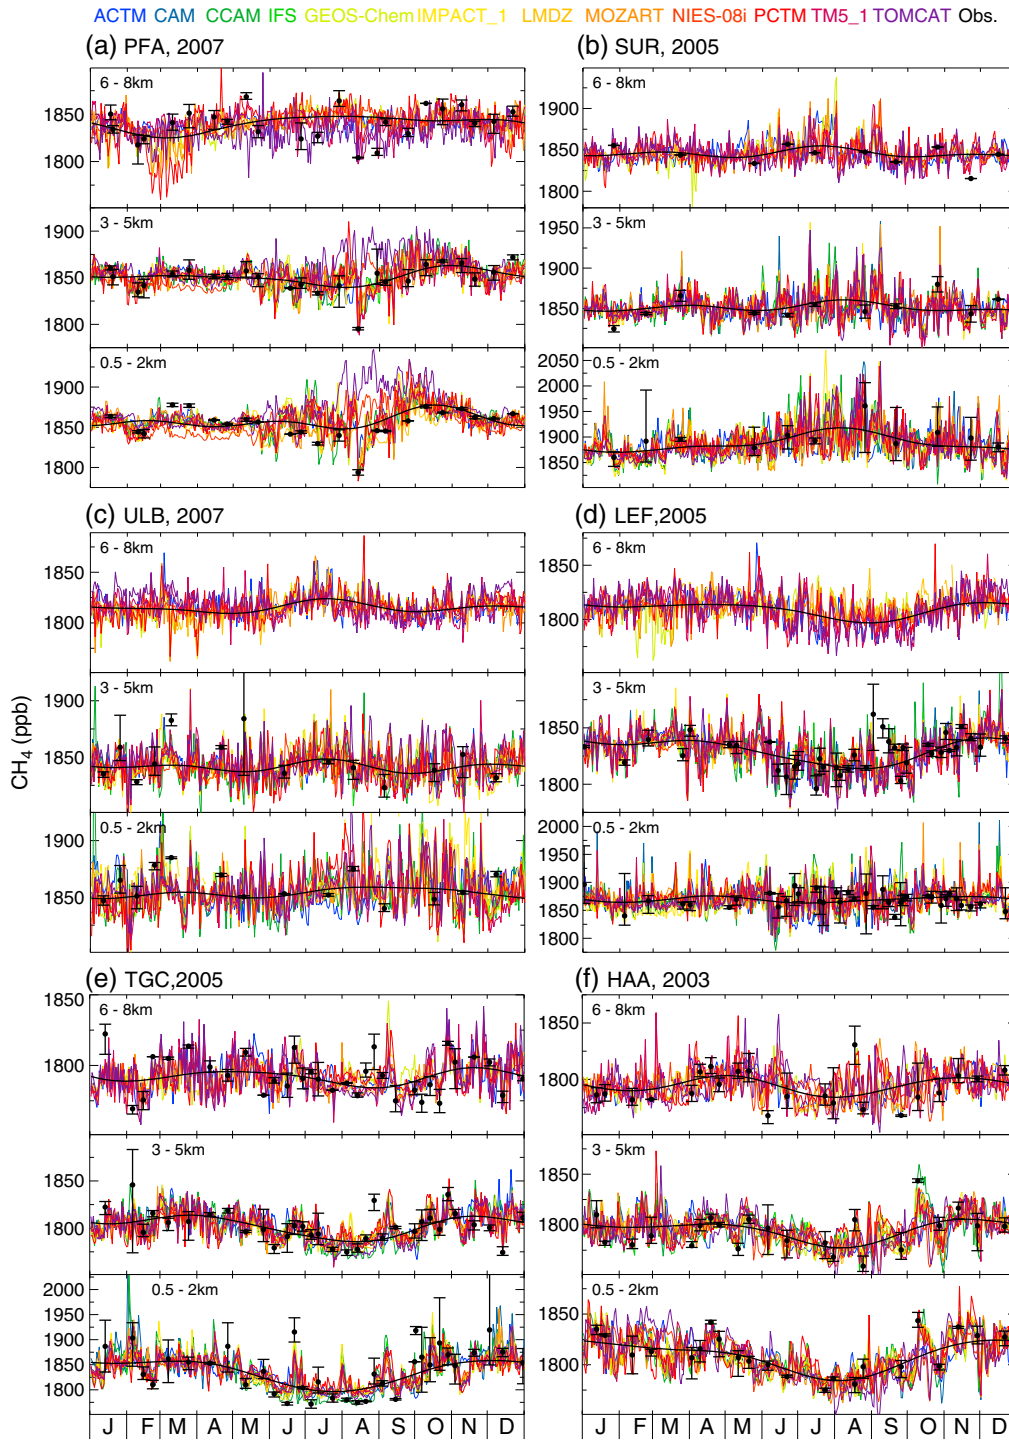 ACTM CAM CCAM IFS GEOS-Chem IMPACT_1 LMDZ MOZART NIES-08i PCTM TM5_1 TOMCAT Obs.
(a) PFA, 2007
6 - 8km
1850
1800
3 - 5km
1900
1850
1800
0.5 - 2km
1900
1850
1800
(b) SUR, 2005
6 - 8km
1900
1850
1800
3 - 5km
1950
1900
1850
0.5 - 2km
2050
2000
1950
1900
1850
(c) ULB, 2007
6 - 8km
1850
1800
3 - 5km
1900
1850
0.5 - 2km
1900
1850
CH4 (ppb)
(d) LEF,2005
6 - 8km
1850
1800
3 - 5km
1850
1800
0.5 - 2km
2000
1950
1900
1850
1800
(e) TGC,2005
6 - 8km
1850
1800
3 - 5km
1850
1800
0.5 - 2km
2000
1950
1900
1850
1800
J F M A M J J A S O N D
(f) HAA, 2003
6 - 8km
1850
1800
3 - 5km
1850
1800
0.5 - 2km
1850
1800
J F M A M J J A S O N D